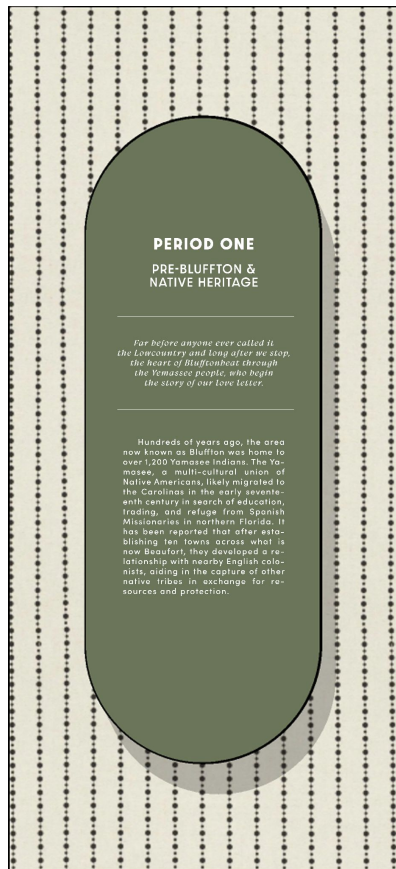 PERIOD ONE
PRE-BLUFFTON &
NATIVE HERITAGE
Far before anyone ever called it
the Lowcountry and long after we stop,
the heart of Blufftonbeat through
the Yemassee people, who begin
the story of our love letter.
Hundreds of years ago, the area
now known as Bluffton was home to
over 1,200 Yamasee Indians. The Ya-
masee, a multi-cultural union of
Native Americans, likely migrated to
the Carolinas in the early sevente-
enth century in search of education,
trading, and refuge from Spanish
Missionaries in northern Florida. It
has been reported that after esta-
blishing ten towns across what is
now Beaufort, they developed a re-
lationship with nearby English colo-
nists, aiding in the capture of other
native tribes in exchange for re-
sources and protection.